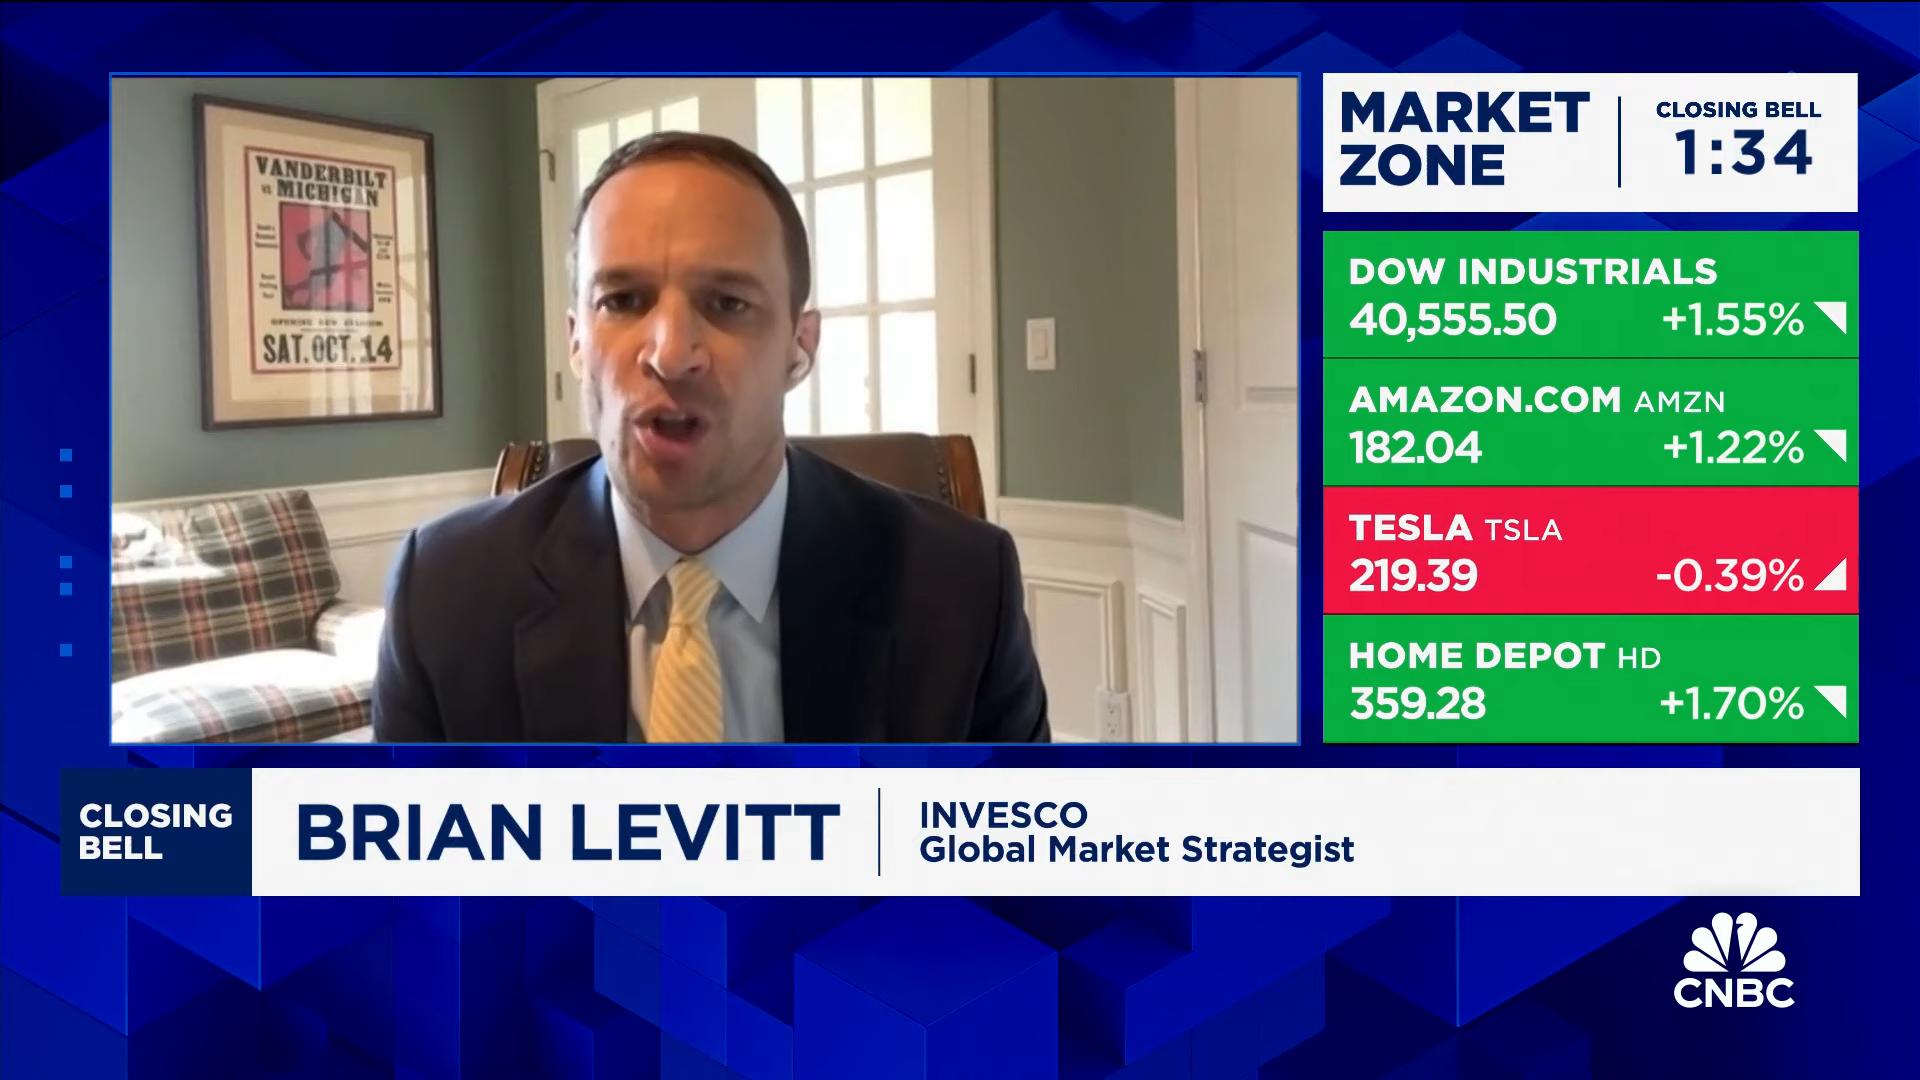 VANDERBILT
vs MICHIGAN
SAT. OCT. 14
MARKET
ZONE
CLOSING BELL
1:34
DOW INDUSTRIALS
40,555.50 +1.55%
AMAZON.COM AMZN
182.04 +1.22%
TESLA TSLA
219.39 -0.39%
HOME DEPOT HD
359.28 +1.70%
CLOSING
BELL
BRIAN LEVITT
INVESCO
Global Market Strategist
CNBC